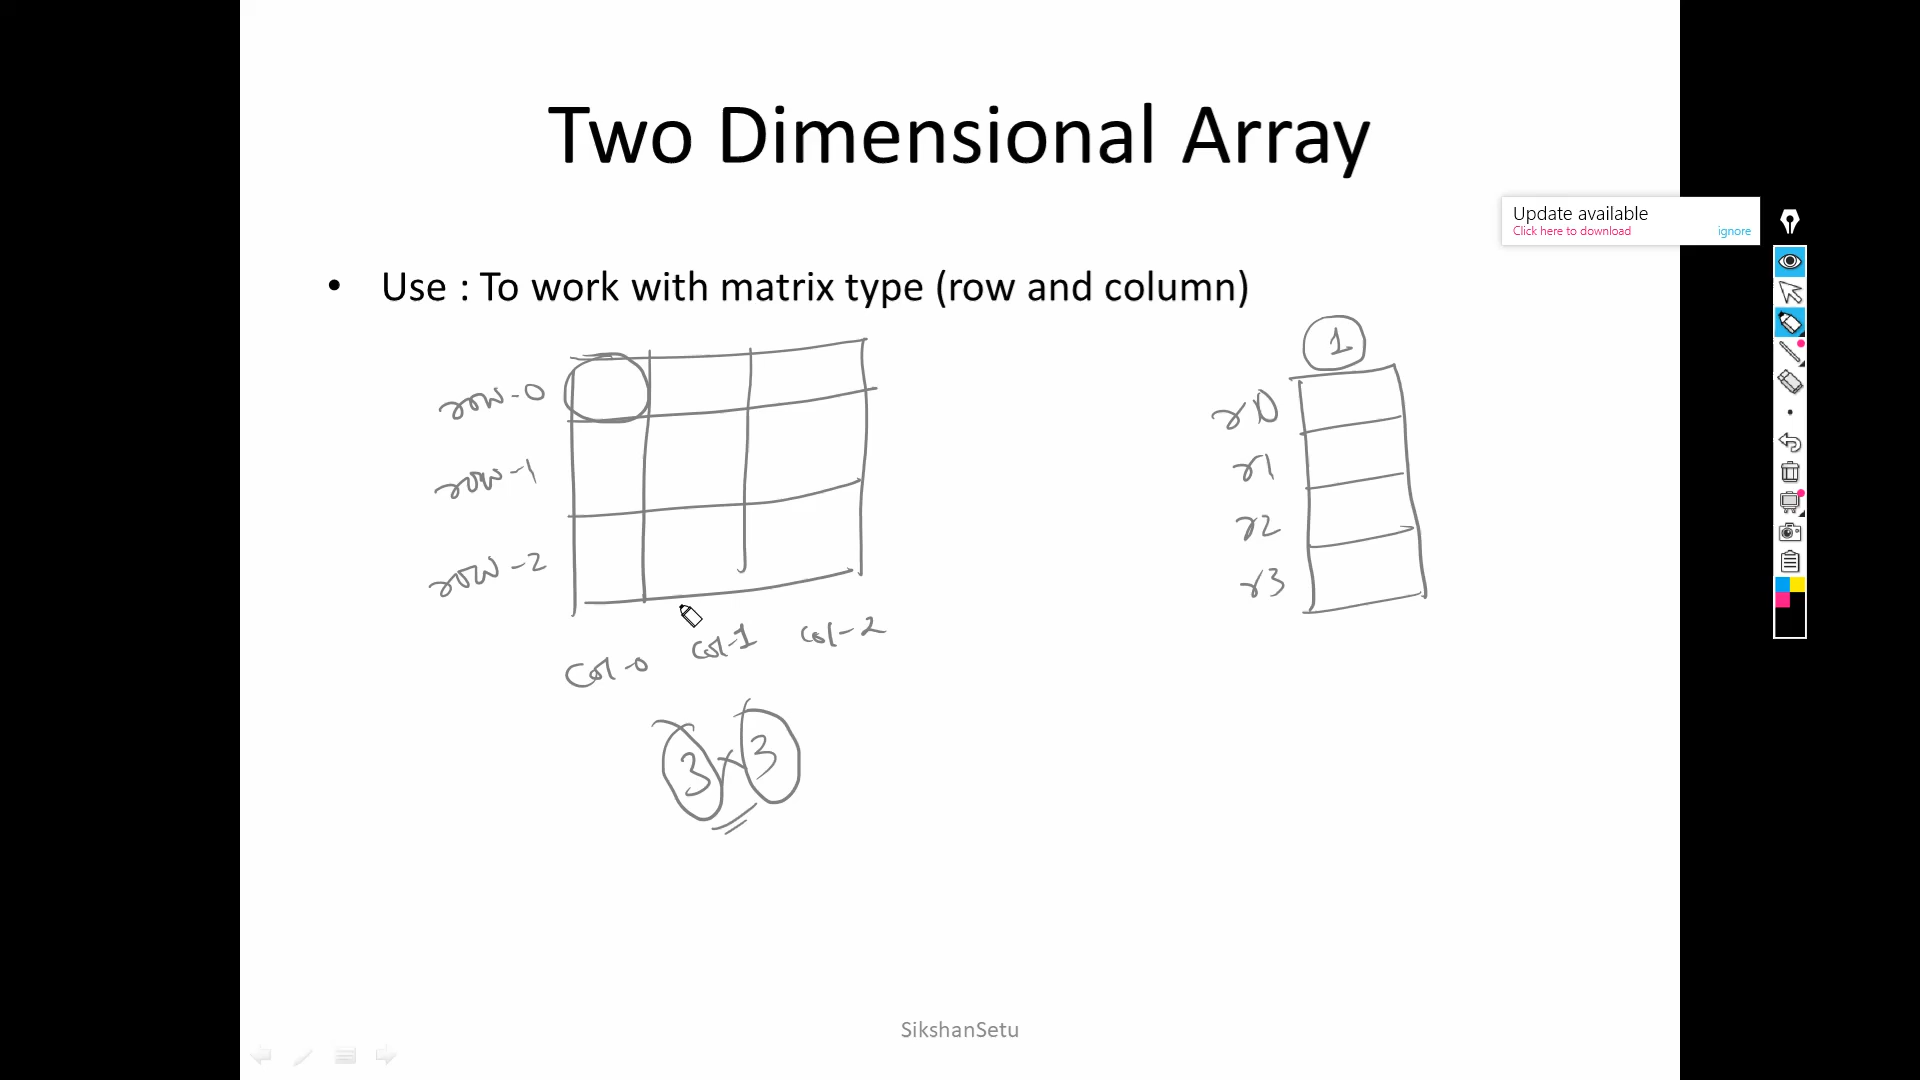 Two Dimensional Array
Update available
Click here to download ignore
• Use : To work with matrix type (row and column)
1
row-0
r0
row-1
r1
r2
row-2
r3
col-0 col-1 col-2
3x3
SikshanSetu